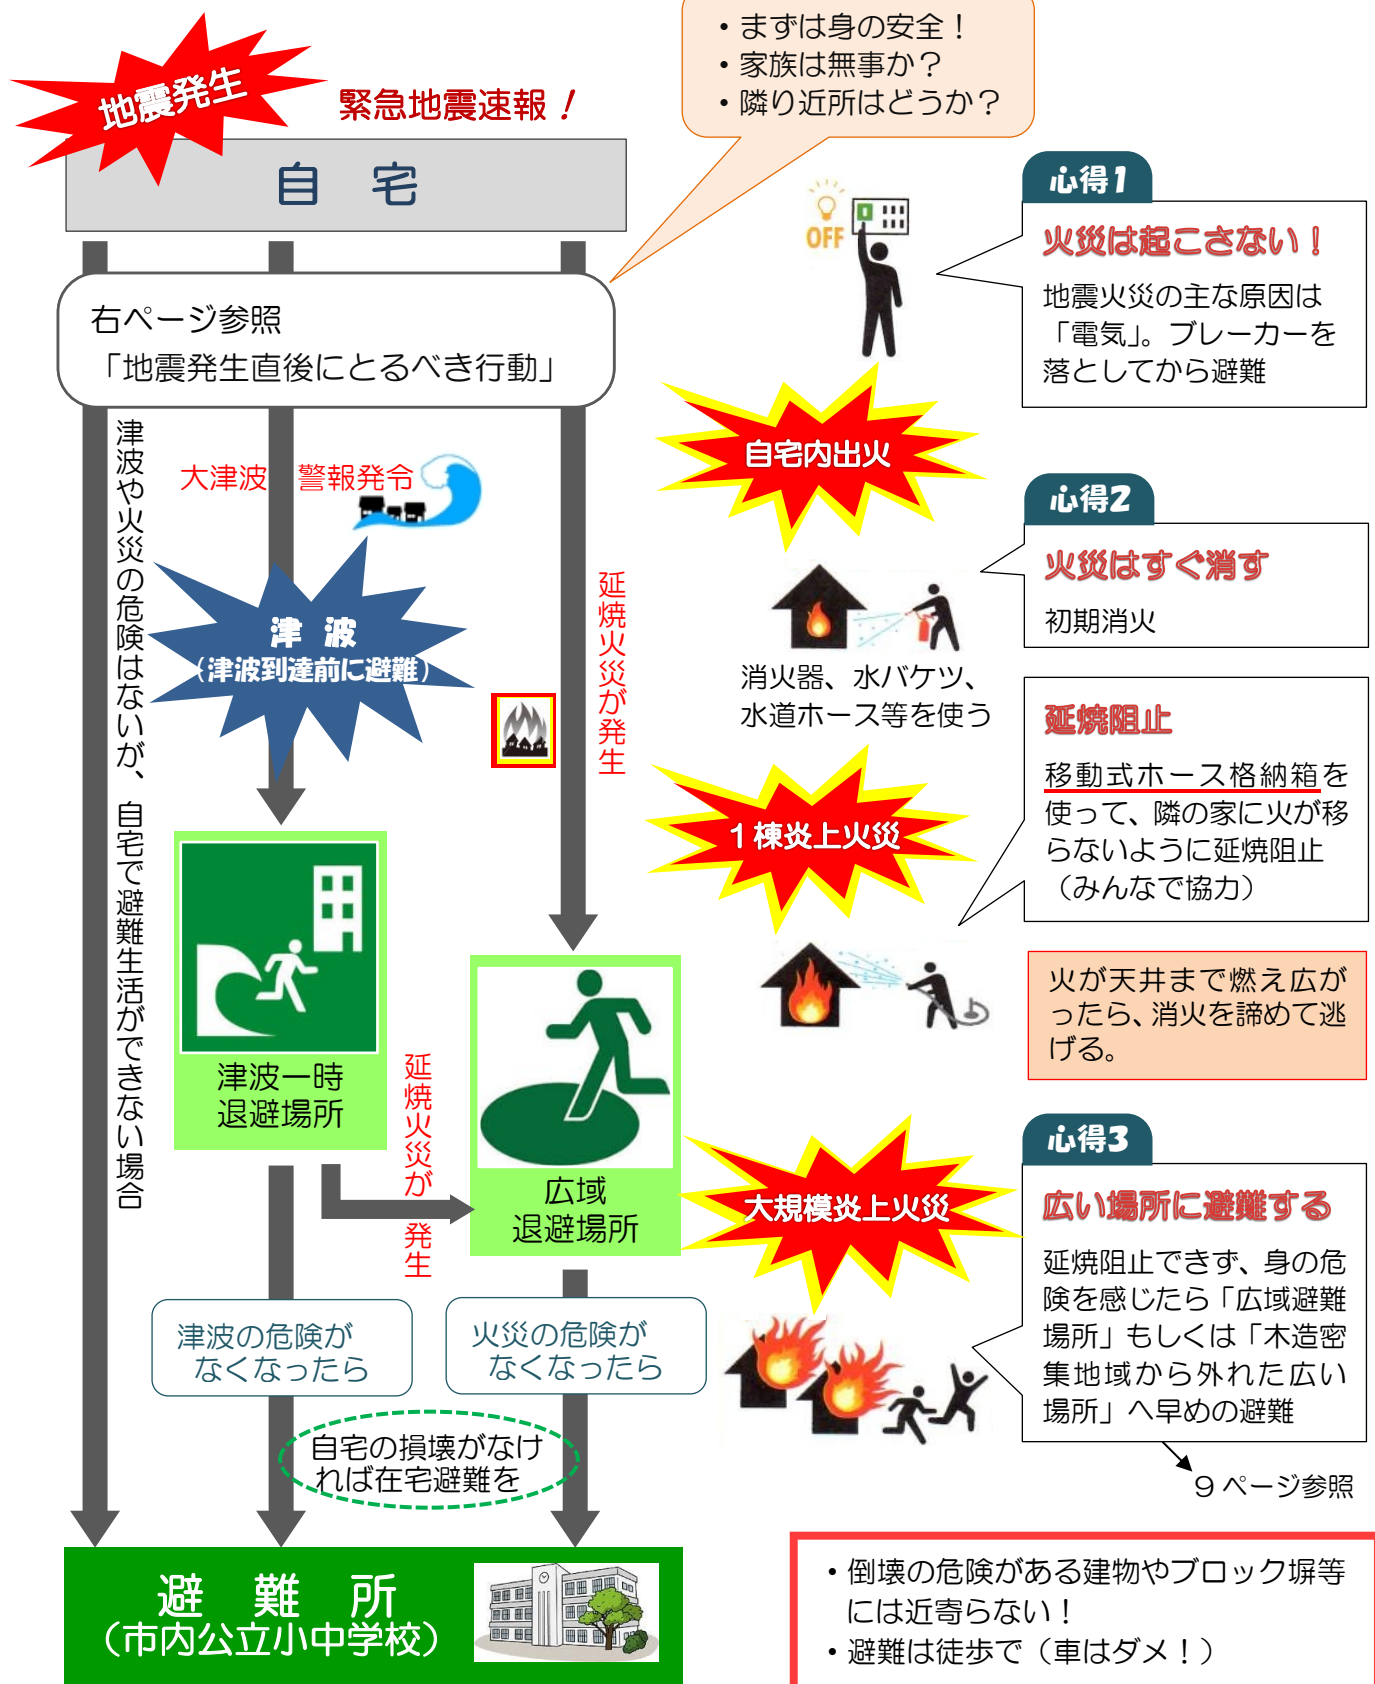 ・まずは身の安全！
・家族は無事か？
・隣り近所はどうか？
地震発生
緊急地震速報！
自　宅
右ページ参照
「地震発生直後にとるべき行動」
津波や火災の危険はないが、自宅で避難生活ができない場合
大津波　警報発令
津 波
（津波到達前に避難）
延焼火災が発生
津波一時
退避場所
延焼火災が
発生
広域
退避場所
津波の危険が
なくなったら
火災の危険が
なくなったら
自宅の損壊がなけ
れば在宅避難を
避　難　所
（市内公立小中学校）
OFF
心得1
火災は起こさない！
地震火災の主な原因は
「電気」。ブレーカーを
落としてから避難
自宅内出火
心得2
火災はすぐ消す
初期消火
消火器、水バケツ、
水道ホース等を使う
延焼阻止
移動式ホース格納箱を
使って、隣の家に火が移
らないように延焼阻止
（みんなで協力）
１棟炎上火災
火が天井まで燃え広が
ったら、消火を諦めて逃
げる。
心得3
広い場所に避難する
延焼阻止できず、身の危
険を感じたら「広域避難
場所」もしくは「木造密
集地域から外れた広い
場所」へ早めの避難
大規模炎上火災
９ページ参照
・倒壊の危険がある建物やブロック塀等
には近寄らない！
・避難は徒歩で（車はダメ！）